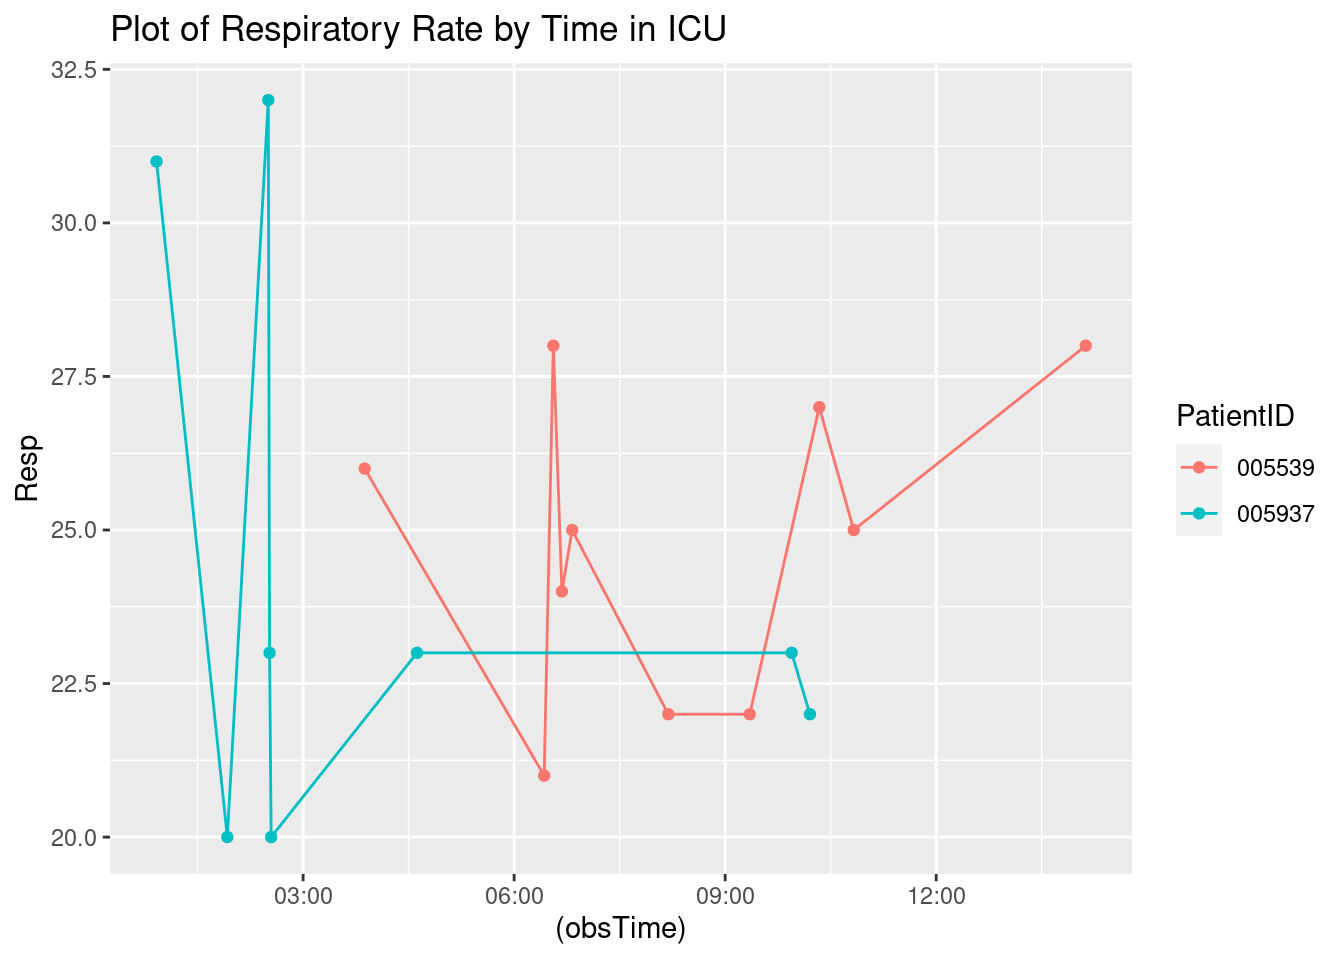 Plot of Respiratory Rate by Time in ICU
32.5
30.0
27.5
25.0
22.5
20.0
Resp
03:00 06:00 09:00 12:00
(obsTime)
PatientID
005539
005937